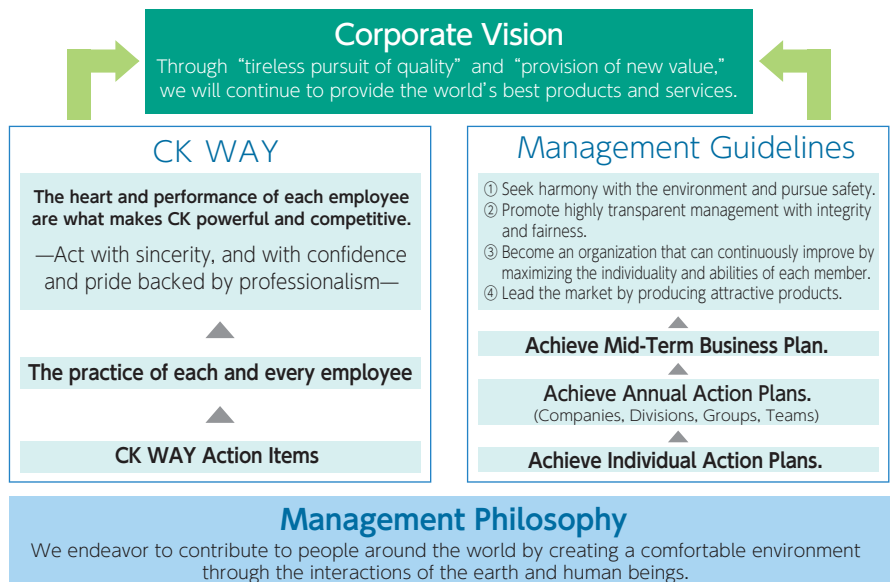 Corporate Vision
Through “tireless pursuit of quality” and “provision of new value,”
we will continue to provide the world’s best products and services.
CK WAY
The heart and performance of each employee
are what makes CK powerful and competitive.
—Act with sincerity, and with confidence
and pride backed by professionalism—
The practice of each and every employee
CK WAY Action Items
Management Guidelines
① Seek harmony with the environment and pursue safety.
② Promote highly transparent management with integrity
and fairness.
③ Become an organization that can continuously improve by
maximizing the individuality and abilities of each member.
④ Lead the market by producing attractive products.
Achieve Mid-Term Business Plan.
Achieve Annual Action Plans.
(Companies, Divisions, Groups, Teams)
Achieve Individual Action Plans.
Management Philosophy
We endeavor to contribute to people around the world by creating a comfortable environment
through the interactions of the earth and human beings.